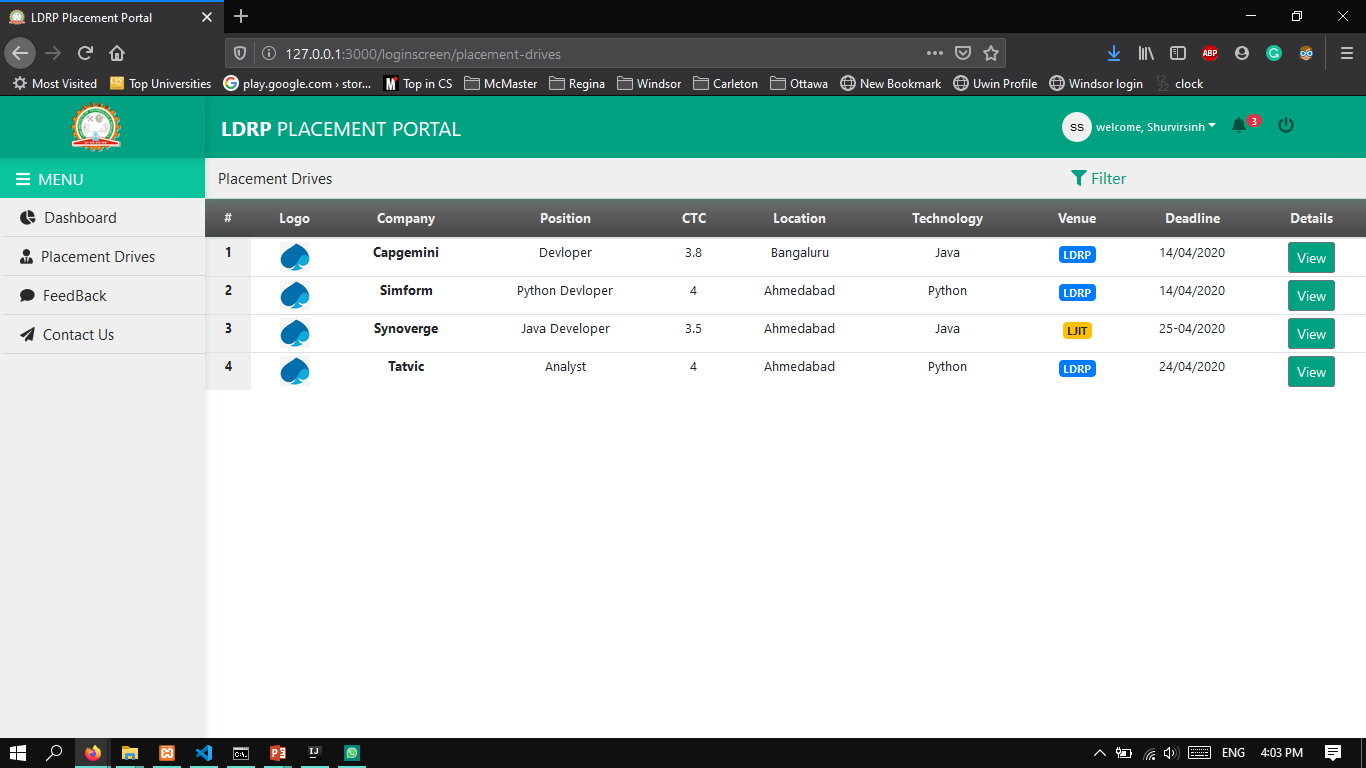 LDRP Placement Portal
127.0.0.1:3000/loginscreen/placement-drives
ABP
Most Visited Top Universities play.google.com › stor... Top in CS McMaster Regina Windsor Carleton Ottawa New Bookmark Uwin Profile Windsor login clock
LDRP PLACEMENT PORTAL
SS welcome, Shurvirsinh 3
MENU
Placement Drives
Filter
Dashboard
Placement Drives
FeedBack
Contact Us
# Logo Company Position CTC Location Technology Venue Deadline Details
1 Capgemini Devloper 3.8 Bangaluru Java LDRP 14/04/2020 View
2 Simform Python Devloper 4 Ahmedabad Python LDRP 14/04/2020 View
3 Synoverge Java Developer 3.5 Ahmedabad Java LJIT 25-04/2020 View
4 Tatvic Analyst 4 Ahmedabad Python LDRP 24/04/2020 View
ENG 4:03 PM